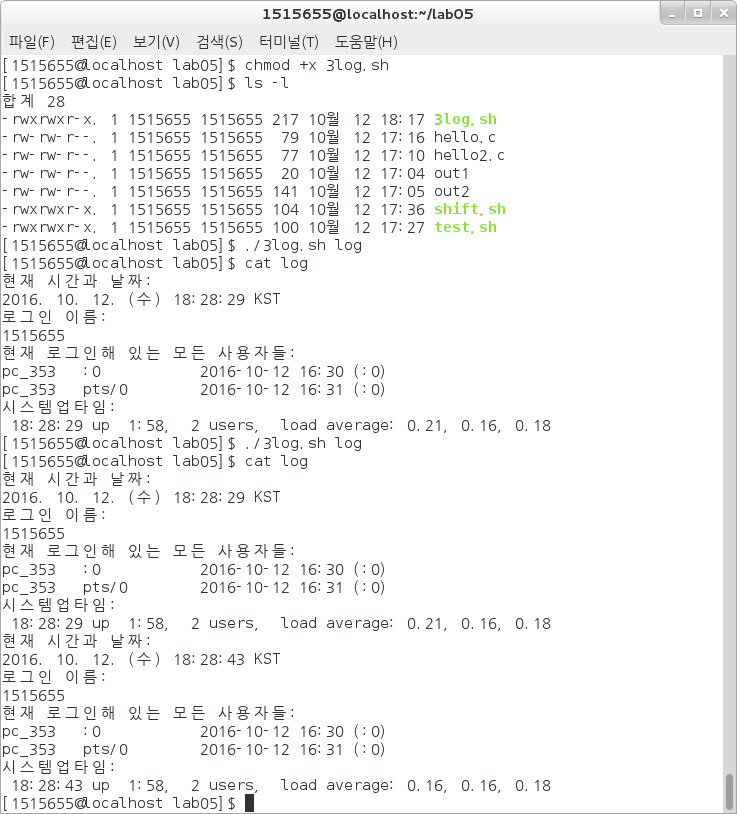 1515655@localhost:~/lab05
파일(F) 편집(E) 보기(V) 검색(S) 터미널(T) 도움말(H)
[1515655@localhost lab05]$ chmod +x 3log.sh
[1515655@localhost lab05]$ ls -l
합계 28
-rwxrwxr-x. 1 1515655 1515655 217 10월 12 18:17 3log.sh
-rw-rw-r--. 1 1515655 1515655  79 10월 12 17:16 hello.c
-rw-rw-r--. 1 1515655 1515655  77 10월 12 17:10 hello2.c
-rw-rw-r--. 1 1515655 1515655  20 10월 12 17:04 out1
-rw-rw-r--. 1 1515655 1515655 141 10월 12 17:05 out2
-rwxrwxr-x. 1 1515655 1515655 104 10월 12 17:36 shift.sh
-rwxrwxr-x. 1 1515655 1515655 100 10월 12 17:27 test.sh
[1515655@localhost lab05]$ ./3log.sh log
[1515655@localhost lab05]$ cat log
현재 시간과 날짜:
2016. 10. 12. (수) 18:28:29 KST
로그인 이름:
1515655
현재 로그인해 있는 모든 사용자들:
pc_353   :0           2016-10-12 16:30 (:0)
pc_353   pts/0        2016-10-12 16:31 (:0)
시스템업타임:
 18:28:29 up  1:58,  2 users,  load average: 0.21, 0.16, 0.18
[1515655@localhost lab05]$ ./3log.sh log
[1515655@localhost lab05]$ cat log
현재 시간과 날짜:
2016. 10. 12. (수) 18:28:29 KST
로그인 이름:
1515655
현재 로그인해 있는 모든 사용자들:
pc_353   :0           2016-10-12 16:30 (:0)
pc_353   pts/0        2016-10-12 16:31 (:0)
시스템업타임:
 18:28:29 up  1:58,  2 users,  load average: 0.21, 0.16, 0.18
현재 시간과 날짜:
2016. 10. 12. (수) 18:28:43 KST
로그인 이름:
1515655
현재 로그인해 있는 모든 사용자들:
pc_353   :0           2016-10-12 16:30 (:0)
pc_353   pts/0        2016-10-12 16:31 (:0)
시스템업타임:
 18:28:43 up  1:58,  2 users,  load average: 0.16, 0.16, 0.18
[1515655@localhost lab05]$